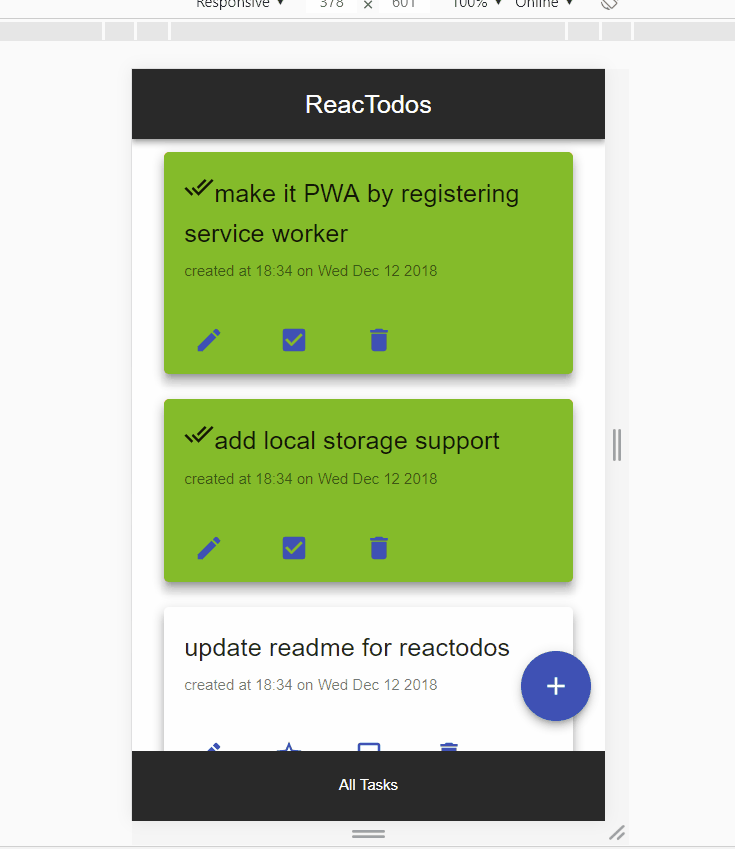 Responsive ▼ 378 × 601 100% ▼ Online ▼
ReacTodos
make it PWA by registering
service worker
created at 18:34 on Wed Dec 12 2018
add local storage support
created at 18:34 on Wed Dec 12 2018
update readme for reactodos
created at 18:34 on Wed Dec 12 2018
All Tasks